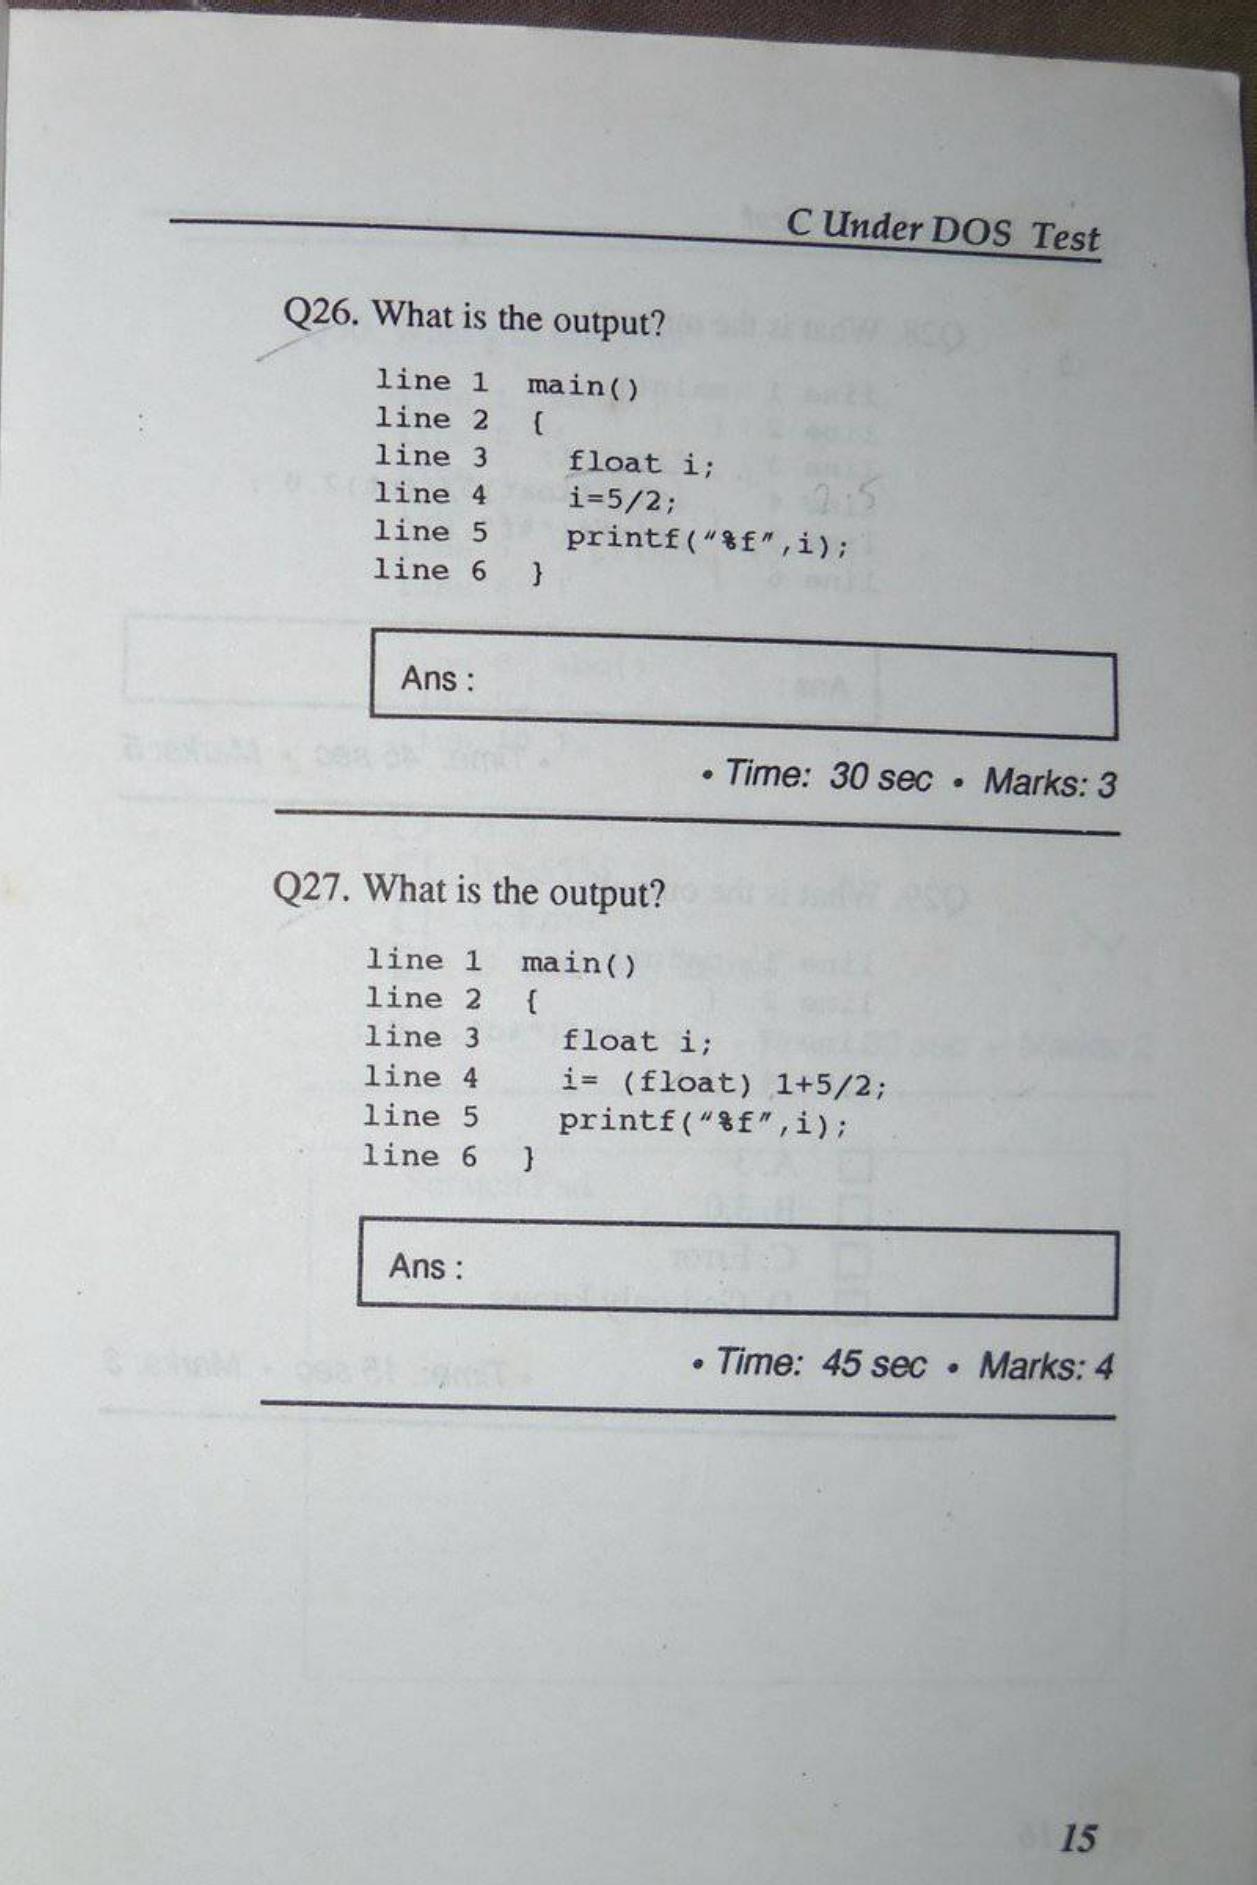 C Under DOS Test
Q26. What is the output?
line 1 main()
line 2 {
line 3 float i;
line 4 i=5/2; 2.5
line 5 printf("%f",i);
line 6 }
Ans :
• Time: 30 sec • Marks: 3
Q27. What is the output?
line 1 main()
line 2 {
line 3 float i;
line 4 i= (float) 1+5/2;
line 5 printf("%f",i);
line 6 }
Ans :
• Time: 45 sec • Marks: 4
15